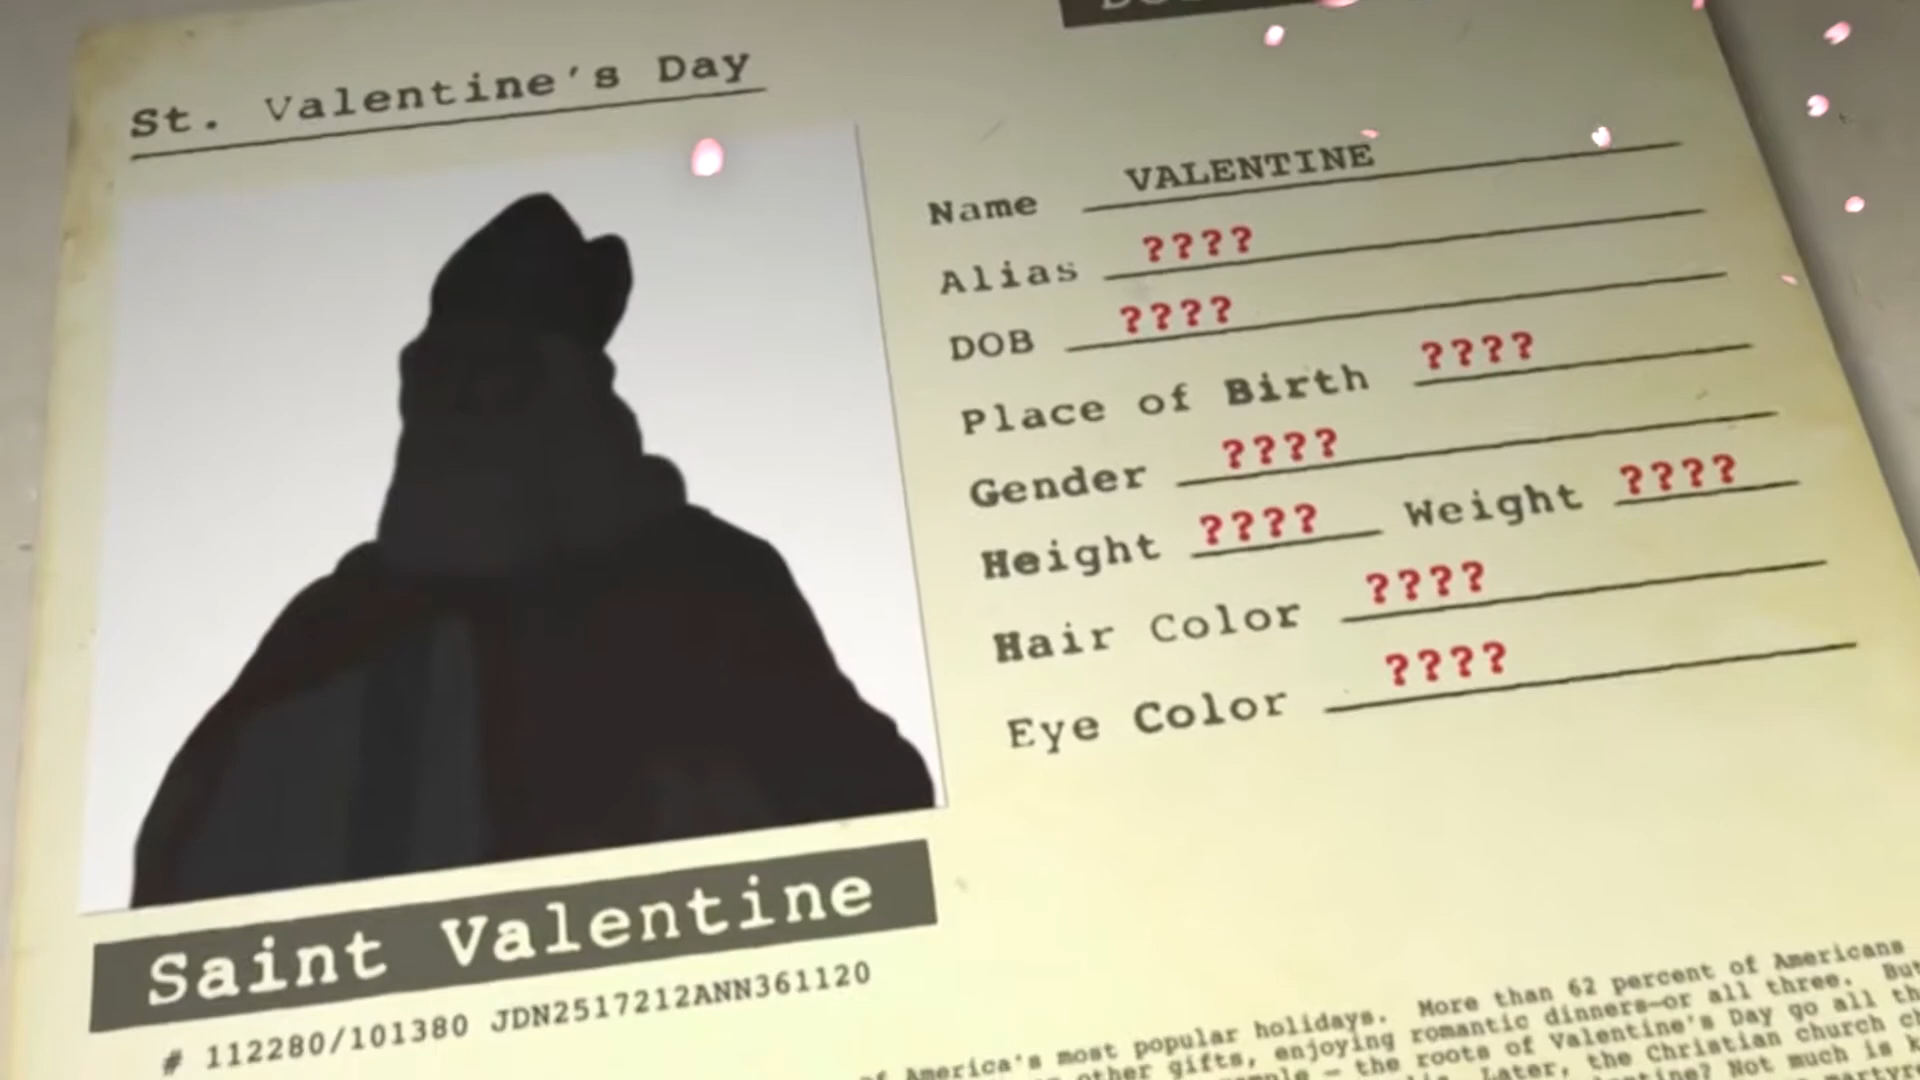 St. Valentine's Day
Name VALENTINE
Alias ????
DOB ????
Place of Birth ????
Gender ????
Height ???? Weight ????
Hair Color ????
Eye Color ????
Saint Valentine
# 112280/101380 JDN2517212ANN361120
of America's most popular holidays. More than 62 percent of Americans
other gifts, enjoying romantic dinners—or all three. But
— the roots of Valentine's Day go all
Later, the Christian church
Not much is